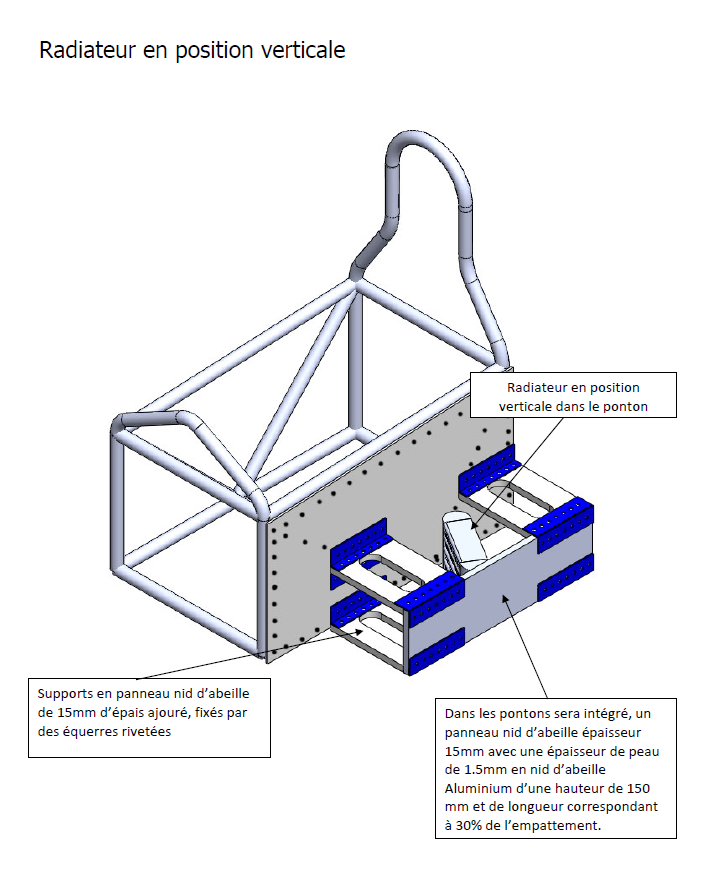 Radiateur en position verticale
Radiateur en position
verticale dans le ponton
Supports en panneau nid d’abeille
de 15mm d’épais ajouré, fixés par
des équerres rivetées
Dans les pontons sera intégré, un
panneau nid d’abeille épaisseur
15mm avec une épaisseur de peau
de 1.5mm en nid d’abeille
Aluminium d’une hauteur de 150
mm et de longueur correspondant
à 30% de l’empattement.